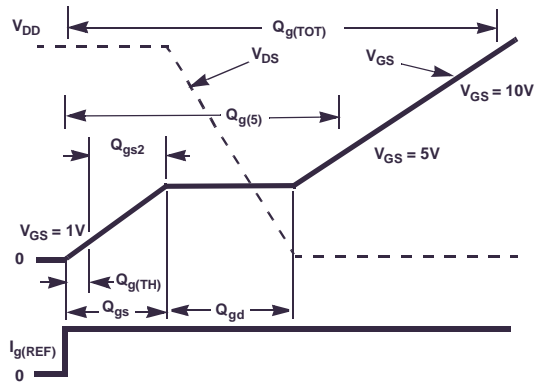 V_DD
Q_g(TOT)
V_DS
V_GS
V_GS = 10V
Q_g(5)
Q_gs2
V_GS = 5V
V_GS = 1V
0
Q_g(TH)
Q_gs
Q_gd
I_g(REF)
0